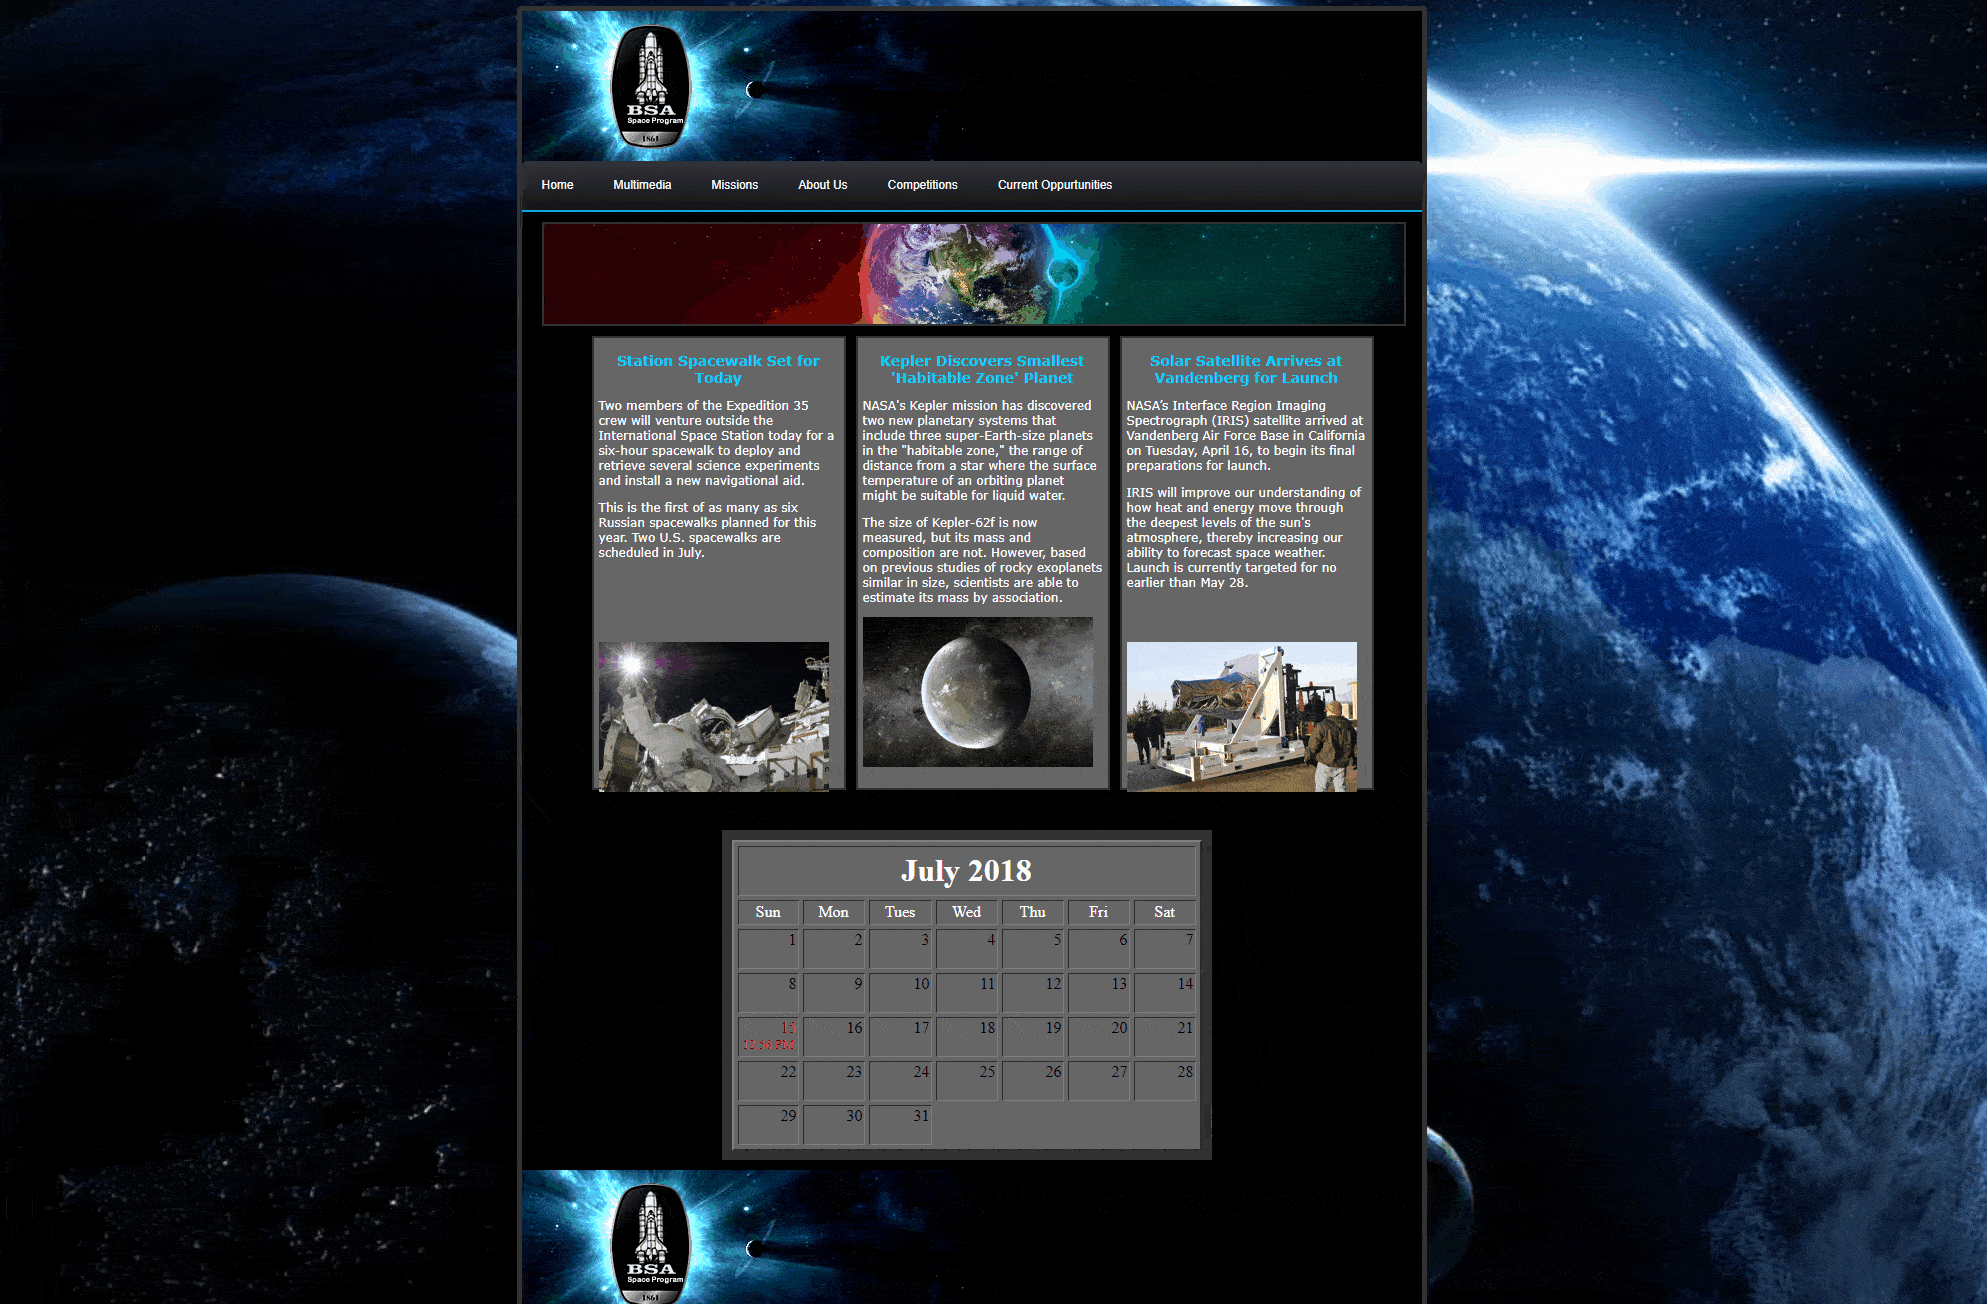 BSA
Space Program
1861
Home Multimedia Missions About Us Competitions Current Oppurtunities
Station Spacewalk Set for
Today
Two members of the Expedition 35
crew will venture outside the
International Space Station today for a
six-hour spacewalk to deploy and
retrieve several science experiments
and install a new navigational aid.
This is the first of as many as six
Russian spacewalks planned for this
year. Two U.S. spacewalks are
scheduled in July.
Kepler Discovers Smallest
'Habitable Zone' Planet
NASA's Kepler mission has discovered
two new planetary systems that
include three super-Earth-size planets
in the "habitable zone," the range of
distance from a star where the surface
temperature of an orbiting planet
might be suitable for liquid water.
The size of Kepler-62f is now
measured, but its mass and
composition are not. However, based
on previous studies of rocky exoplanets
similar in size, scientists are able to
estimate its mass by association.
Solar Satellite Arrives at
Vandenberg for Launch
NASA’s Interface Region Imaging
Spectrograph (IRIS) satellite arrived at
Vandenberg Air Force Base in California
on Tuesday, April 16, to begin its final
preparations for launch.
IRIS will improve our understanding of
how heat and energy move through
the deepest levels of the sun's
atmosphere, thereby increasing our
ability to forecast space weather.
Launch is currently targeted for no
earlier than May 28.
July 2018
Sun Mon Tues Wed Thu Fri Sat
1 2 3 4 5 6 7
8 9 10 11 12 13 14
15 16 17 18 19 20 21
12:58 PM
22 23 24 25 26 27 28
29 30 31
BSA
Space Program
1861